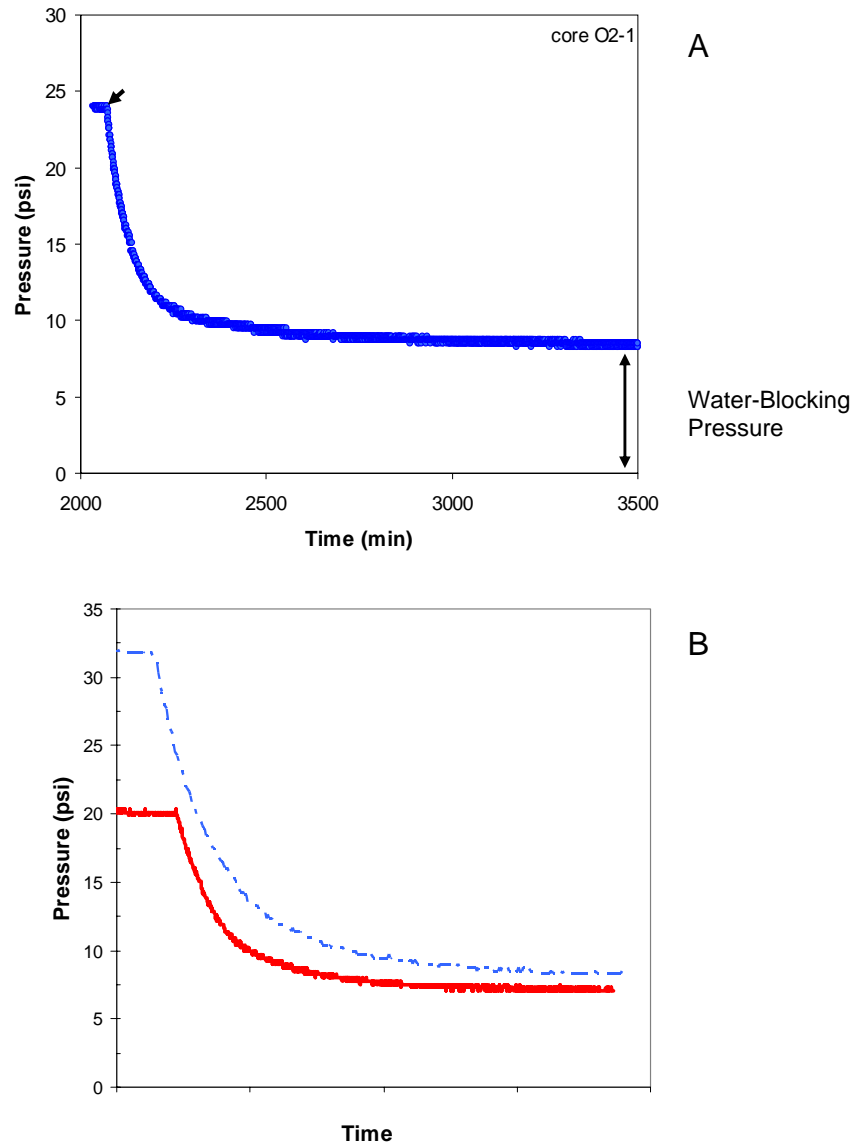 A
core O2-1
30
25
20
15
10
5
0
Pressure (psi)
Water-Blocking
Pressure
2000
2500
3000
3500
Time (min)
B
35
30
25
20
15
10
5
0
Pressure (psi)
Time